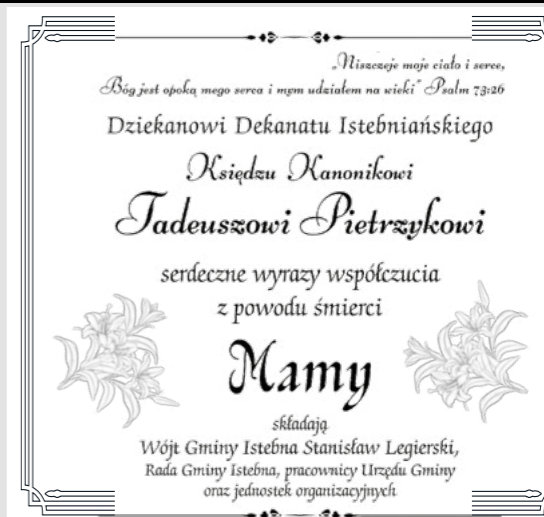 „Niszczeje moje ciało i serce,
Bóg jest opoką mego serca i mym udziałem na wieki” Psalm 73:26
Dziekanowi Dekanatu Istebniańskiego
Księdzu Kanonikowi
Tadeuszowi Pietrzykowi
serdeczne wyrazy współczucia
z powodu śmierci
Mamy
składają
Wójt Gminy Istebna Stanisław Legierski,
Rada Gminy Istebna, pracownicy Urzędu Gminy
oraz jednostek organizacyjnych